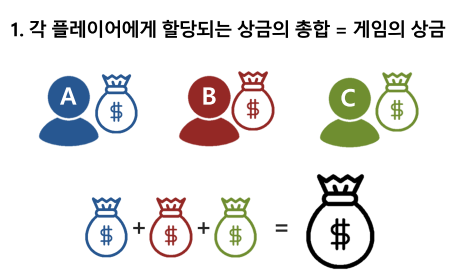 1. 각 플레이어에게 할당되는 상금의 총합 = 게임의 상금
A B C
$ $ $
$ + $ + $ = $